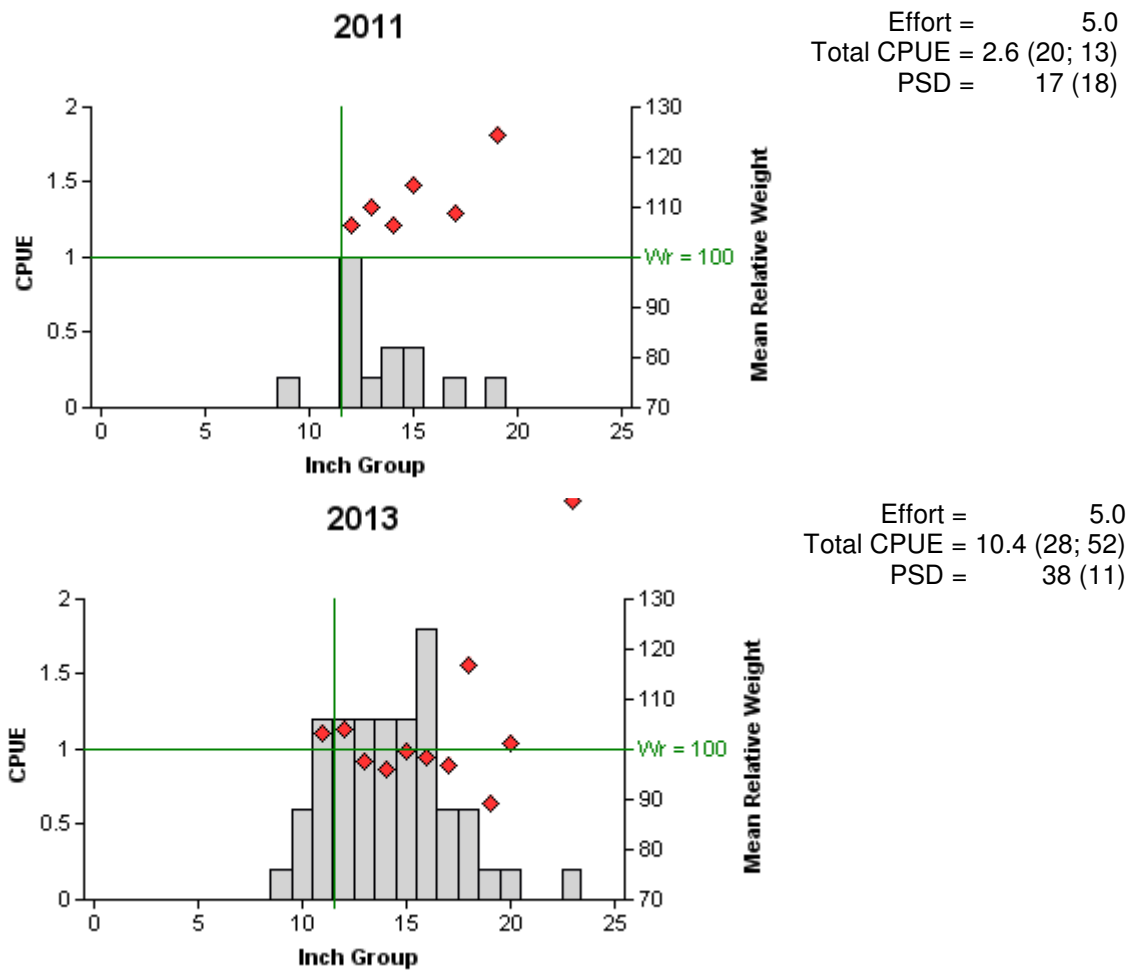 2011
Effort = 5.0
Total CPUE = 2.6 (20; 13)
PSD = 17 (18)
2 130
120
1.5
110
CPUE
1 Wr = 100
Mean Relative Weight
90
0.5
80
0 70
0 5 10 15 20 25
Inch Group
2013
Effort = 5.0
Total CPUE = 10.4 (28; 52)
PSD = 38 (11)
2 130
120
1.5
110
CPUE
1 Wr = 100
Mean Relative Weight
90
0.5
80
0 70
0 5 10 15 20 25
Inch Group